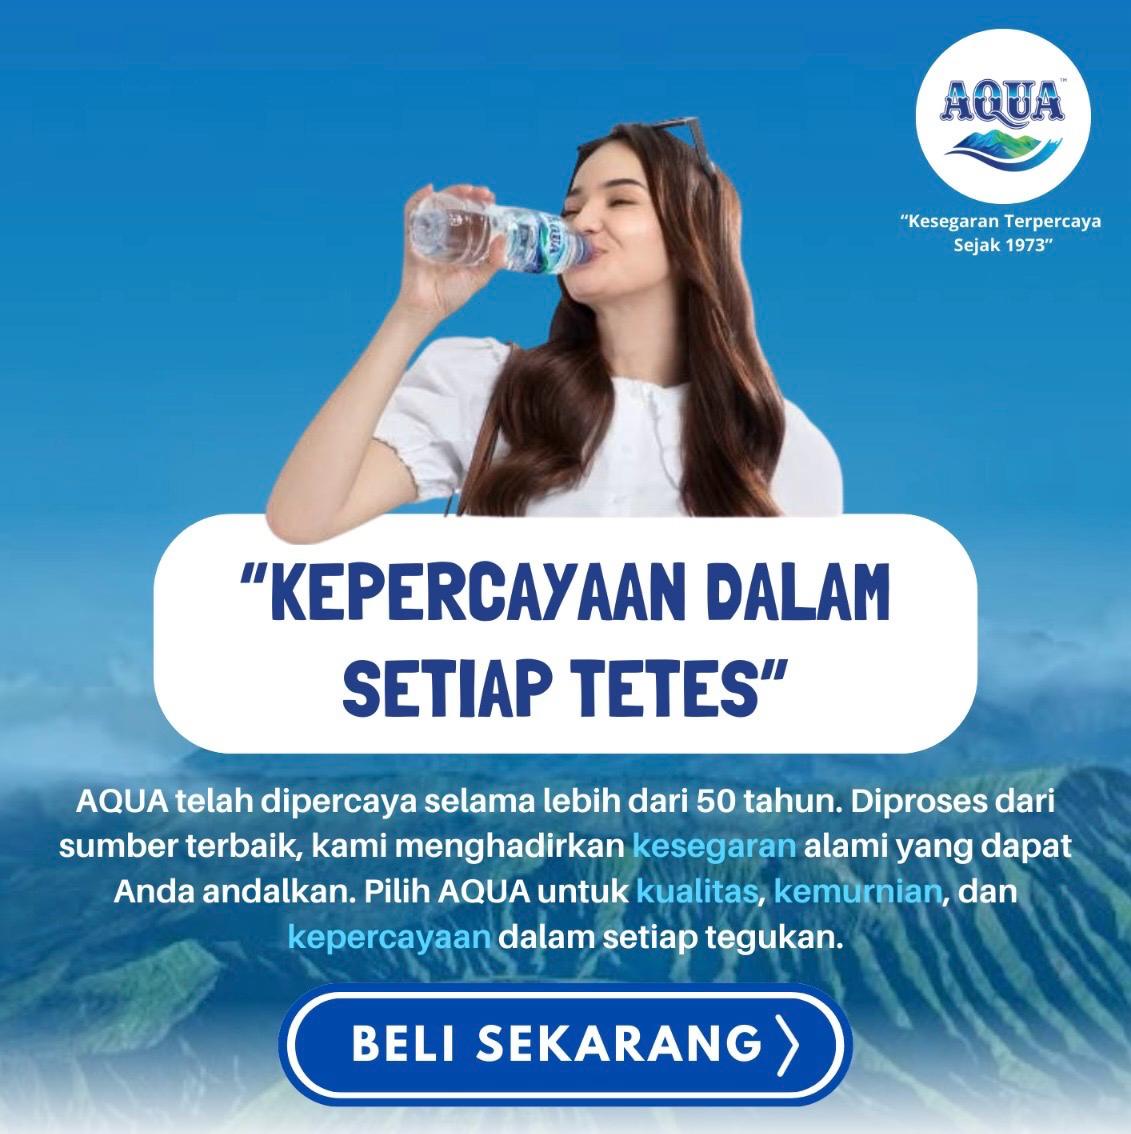 AQUA™
“Kesegaran Terpercaya
Sejak 1973”
AQUA
“KEPERCAYAAN DALAM
SETIAP TETES”
AQUA telah dipercaya selama lebih dari 50 tahun. Diproses dari
sumber terbaik, kami menghadirkan kesegaran alami yang dapat
Anda andalkan. Pilih AQUA untuk kualitas, kemurnian, dan
kepercayaan dalam setiap tegukan.
BELI SEKARANG